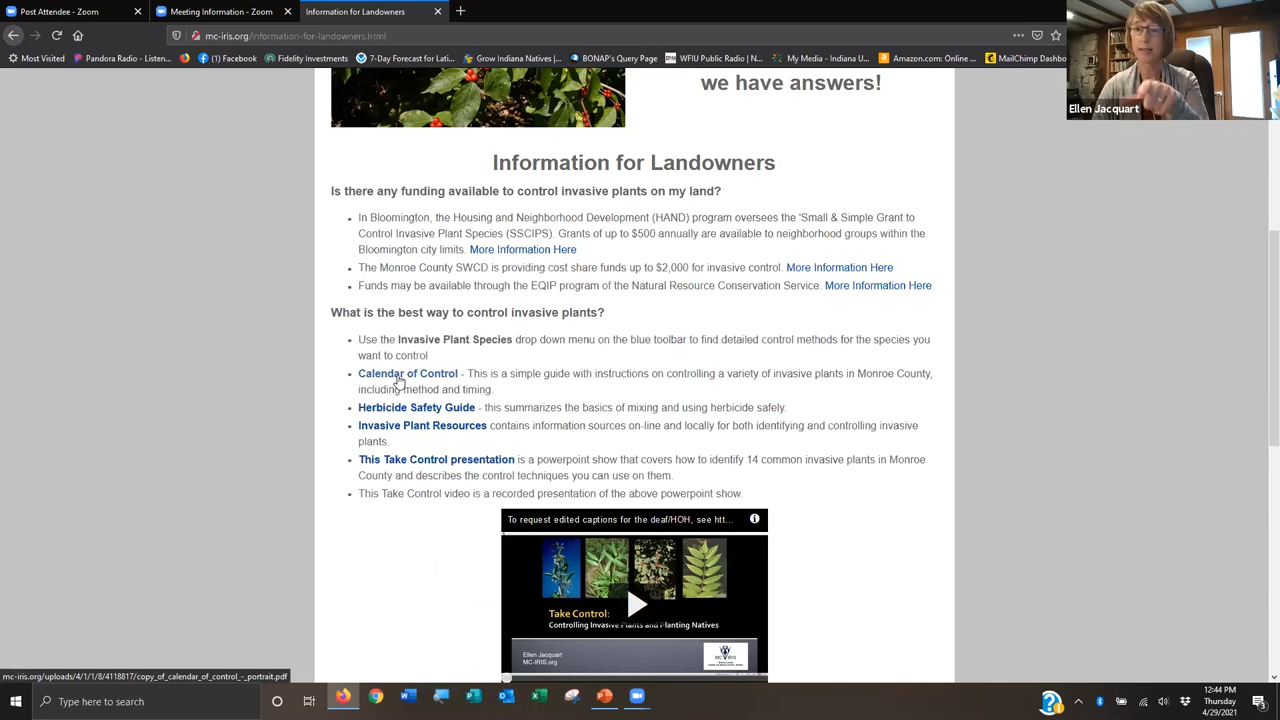 Post Attendee - Zoom
Meeting Information - Zoom
Information for Landowners
mc-iris.org/information-for-landowners.html
Most Visited
Pandora Radio - Listen...
(1) Facebook
Fidelity Investments
7-Day Forecast for Lati...
Grow Indiana Natives |...
BONAP's Query Page
WFIU Public Radio | N...
My Media - Indiana U...
Amazon.com: Online ...
MailChimp Dashbo
Ellen Jacquart
we have answers!
Information for Landowners
Is there any funding available to control invasive plants on my land?
In Bloomington, the Housing and Neighborhood Development (HAND) program oversees the 'Small & Simple Grant to
Control Invasive Plant Species (SSCIPS). Grants of up to $500 annually are available to neighborhood groups within the
Bloomington city limits. More Information Here
The Monroe County SWCD is providing cost share funds up to $2,000 for invasive control. More Information Here
Funds may be available through the EQIP program of the Natural Resource Conservation Service. More Information Here
What is the best way to control invasive plants?
Use the Invasive Plant Species drop down menu on the blue toolbar to find detailed control methods for the species you
want to control
Calendar of Control - This is a simple guide with instructions on controlling a variety of invasive plants in Monroe County,
including method and timing.
Herbicide Safety Guide - this summarizes the basics of mixing and using herbicide safely.
Invasive Plant Resources contains information sources on-line and locally for both identifying and controlling invasive
plants.
This Take Control presentation is a powerpoint show that covers how to identify 14 common invasive plants in Monroe
County and describes the control techniques you can use on them.
This Take Control video is a recorded presentation of the above powerpoint show.
To request edited captions for the deaf/HOH, see htt...
Take Control:
Controlling Invasive Plants and Planting Natives
Ellen Jacquart
MC-IRIS.org
mc-iris.org/uploads/4/1/1/8/4118817/copy_of_calendar_of_control_-_portrait.pdf
Type here to search
12:44 PM
Thursday
4/29/2021